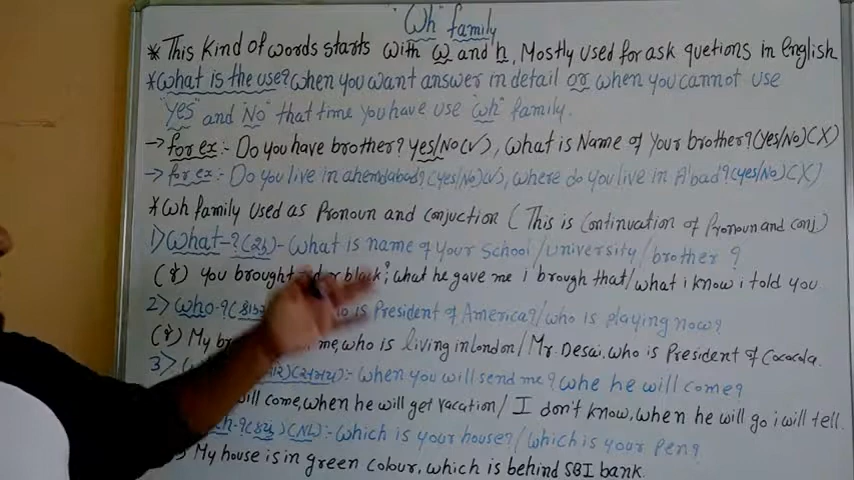 "Wh" family
* This kind of words starts with w and h, Mostly used for ask quetions in English
* What is the use? When you want answer in detail or when you cannot use
"Yes" and "No" that time you have use "wh" family.
→ for ex:- Do you have brother? Yes/No(✓), What is Name of Your brother? (Yes/No)(X)
→ for ex:- Do you live in ahemdabad? (Yes/No)(✓), where do you live in A'bad? (Yes/No)(X)
* Wh family used as Pronoun and conjuction (This is continuation of Pronoun and conj)
1) What-? - What is name of your school/university/brother?
you brought black; what he gave me i brough that/what i know i told you
2) who-? is President of America?/who is playing now?
My me, who is living in london/Mr. Desai, who is President of Cococala.
3) :- when you will send me? whe he will come?
will come, when he will get vacation/ I don't know, when he will go i will tell.
:- which is your house?/which is your pen?
My house is in green colour, which is behind SBI bank.